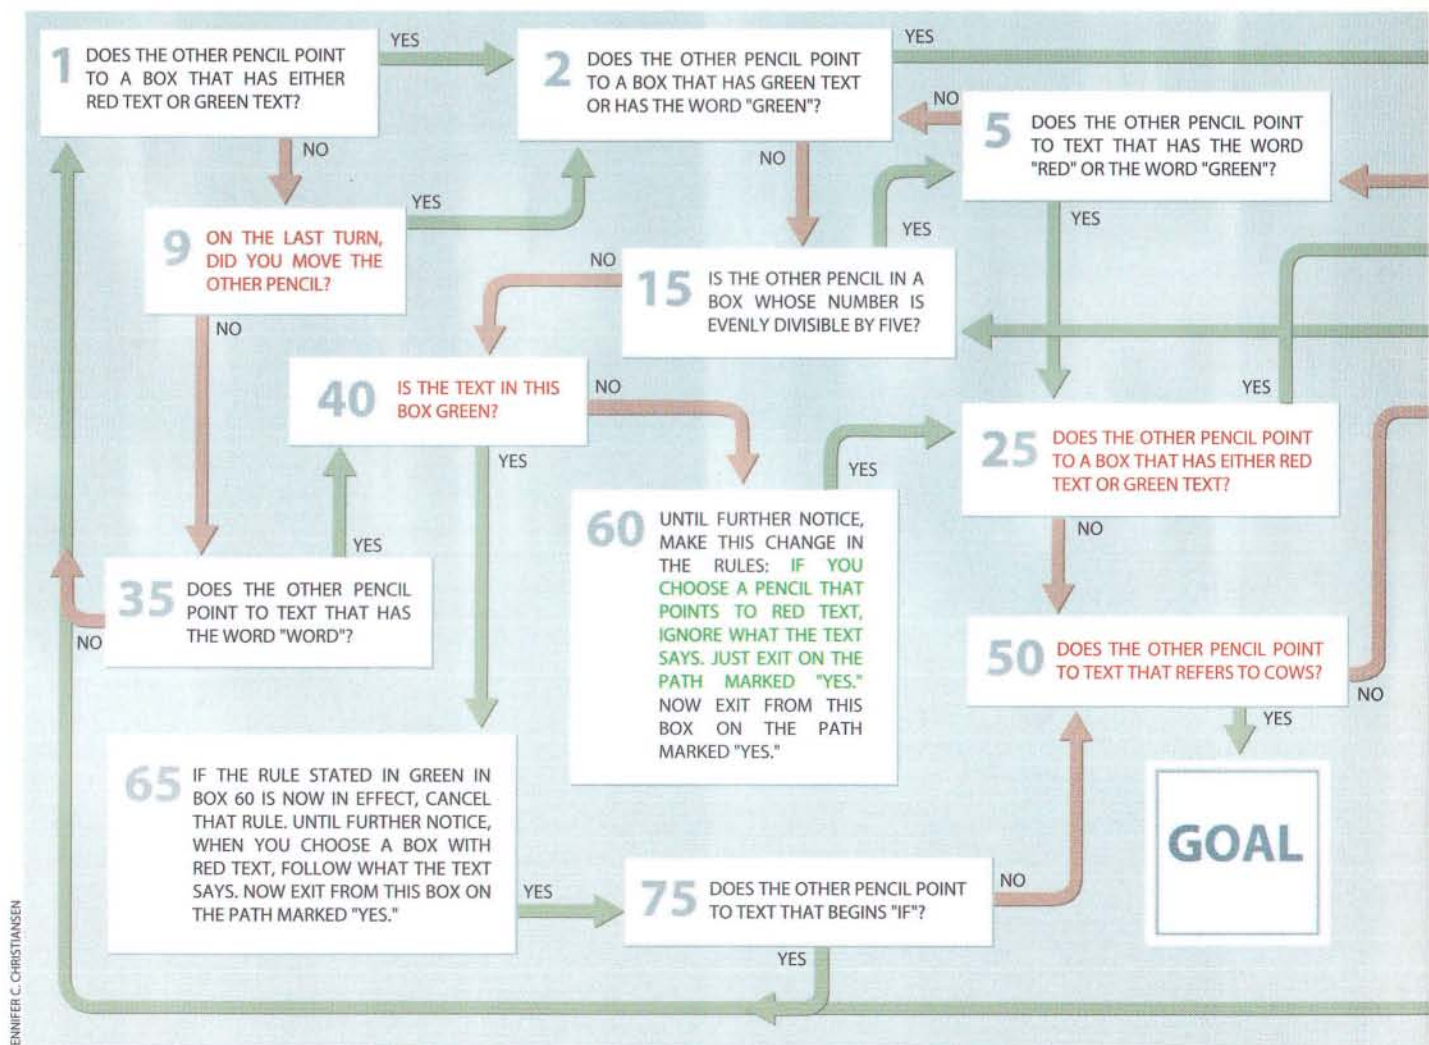 1
DOES THE OTHER PENCIL POINT
TO A BOX THAT HAS EITHER
RED TEXT OR GREEN TEXT?
YES
NO
2
DOES THE OTHER PENCIL POINT
TO A BOX THAT HAS GREEN TEXT
OR HAS THE WORD "GREEN"?
YES
NO
5
DOES THE OTHER PENCIL POINT
TO TEXT THAT HAS THE WORD
"RED" OR THE WORD "GREEN"?
NO
YES
9
ON THE LAST TURN,
DID YOU MOVE THE
OTHER PENCIL?
YES
NO
15
IS THE OTHER PENCIL IN A
BOX WHOSE NUMBER IS
EVENLY DIVISIBLE BY FIVE?
YES
NO
40
IS THE TEXT IN THIS
BOX GREEN?
NO
YES
25
DOES THE OTHER PENCIL POINT
TO A BOX THAT HAS EITHER RED
TEXT OR GREEN TEXT?
YES
NO
35
DOES THE OTHER PENCIL
POINT TO TEXT THAT HAS
THE WORD "WORD"?
YES
NO
60
UNTIL FURTHER NOTICE,
MAKE THIS CHANGE IN
THE RULES: IF YOU
CHOOSE A PENCIL THAT
POINTS TO RED TEXT,
IGNORE WHAT THE TEXT
SAYS. JUST EXIT ON THE
PATH MARKED "YES."
NOW EXIT FROM THIS
BOX ON THE PATH
MARKED "YES."
YES
50
DOES THE OTHER PENCIL POINT
TO TEXT THAT REFERS TO COWS?
NO
YES
65
IF THE RULE STATED IN GREEN IN
BOX 60 IS NOW IN EFFECT, CANCEL
THAT RULE. UNTIL FURTHER NOTICE,
WHEN YOU CHOOSE A BOX WITH
RED TEXT, FOLLOW WHAT THE TEXT
SAYS. NOW EXIT FROM THIS BOX ON
THE PATH MARKED "YES."
YES
75
DOES THE OTHER PENCIL POINT
TO TEXT THAT BEGINS "IF"?
NO
YES
GOAL
ENNIFER C. CHRISTIANSEN